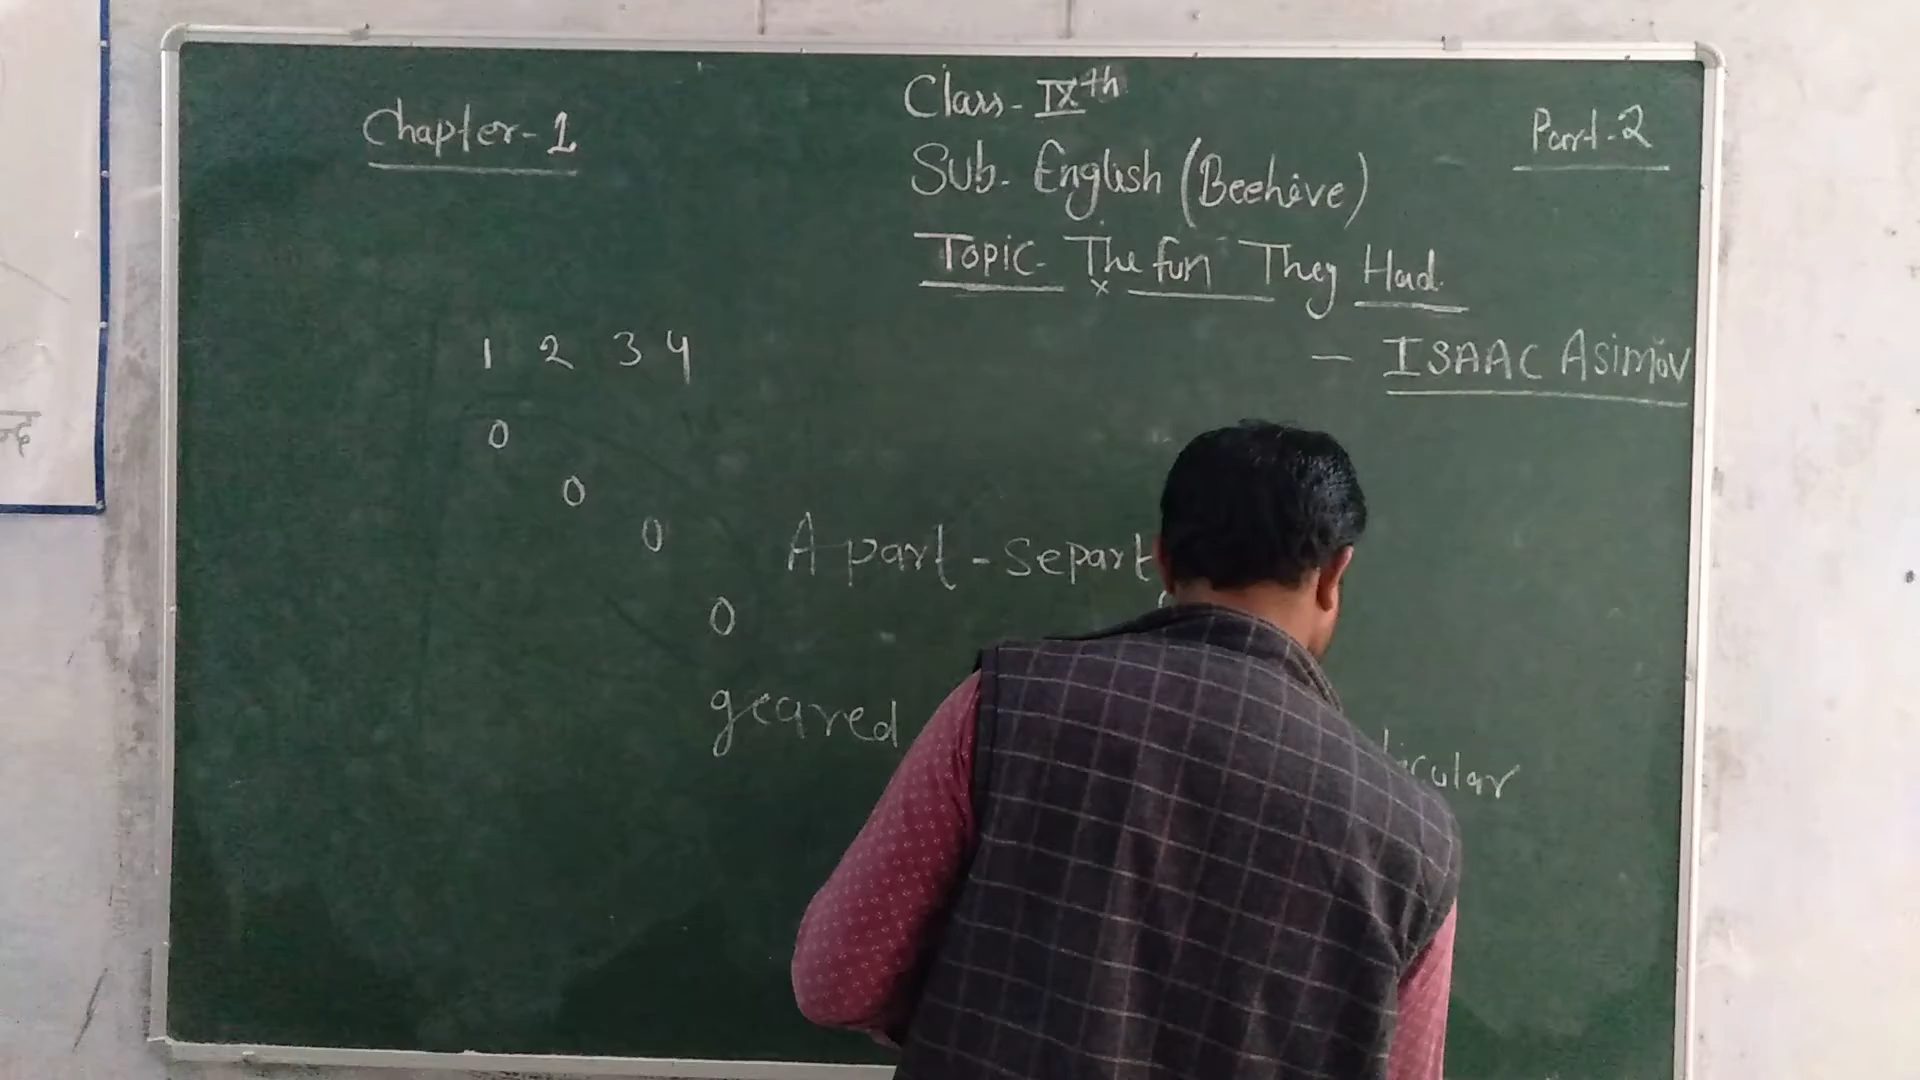 Chapter-1
Class- IXth
Part-2
Sub- English (Beehive)
Topic- The fun They Had
x
1 2 3 4
— ISAAC Asimov
0
0
0
A part - separt
0
geared